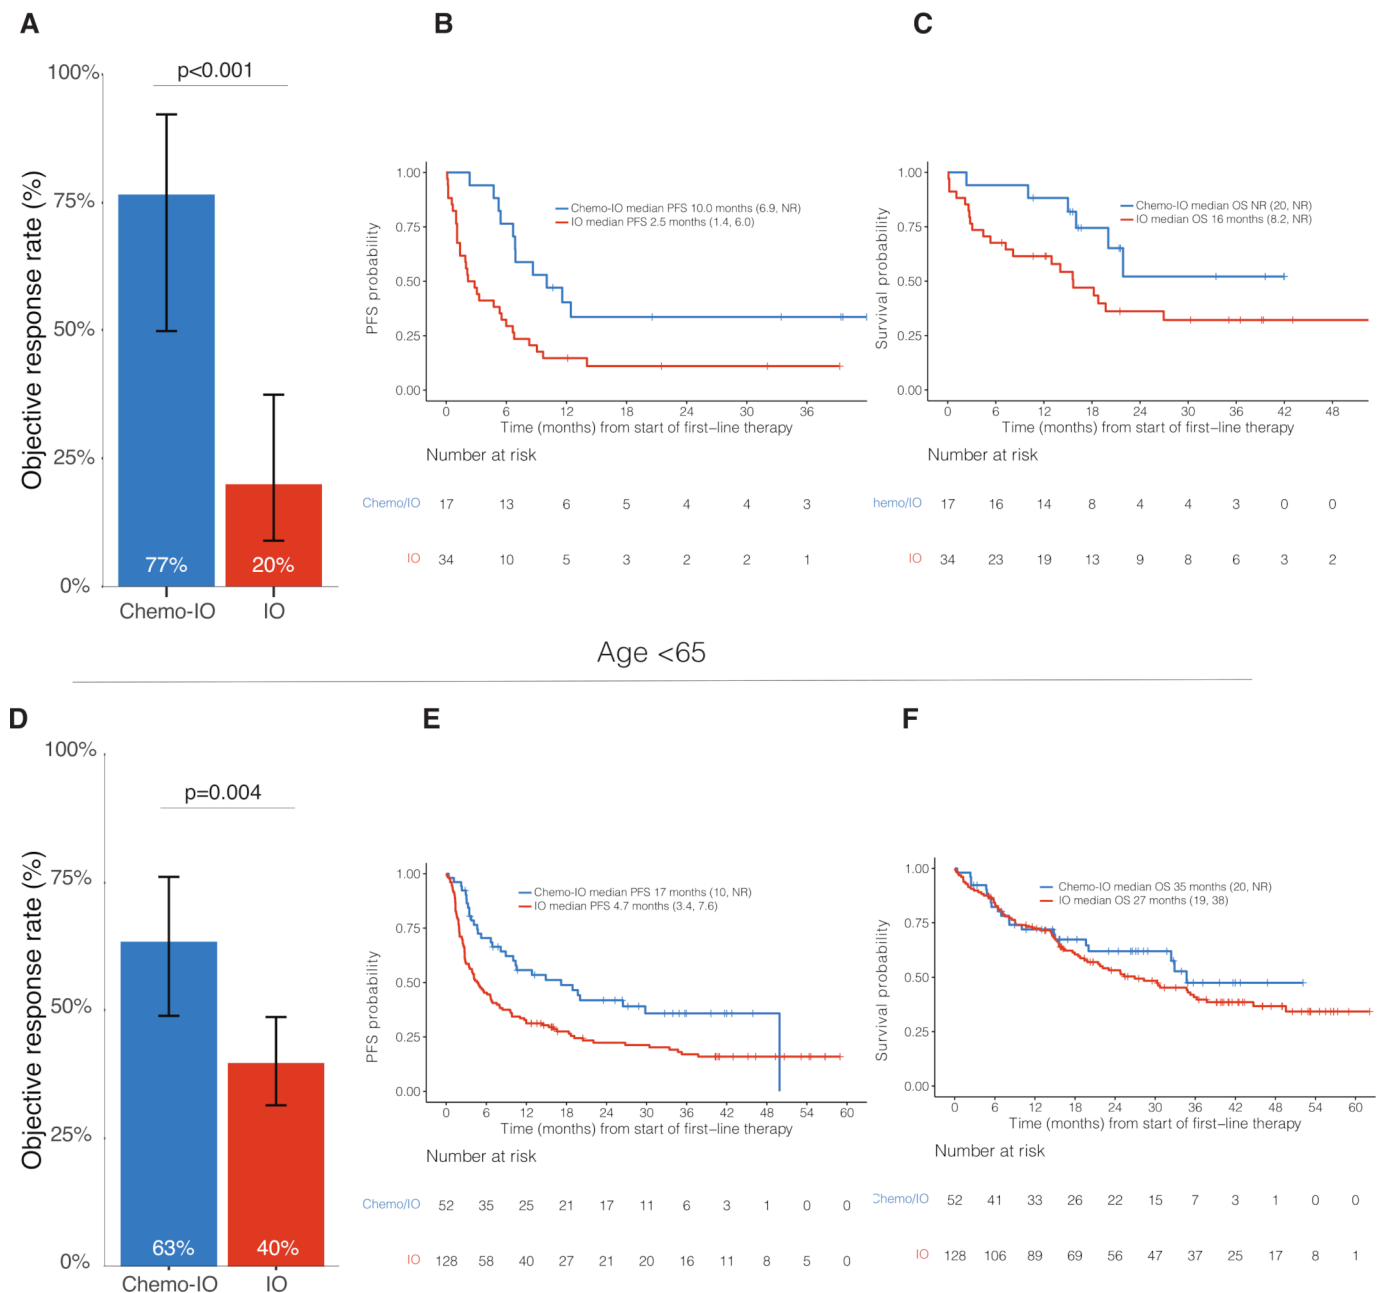 A
100%
p<0.001
75%
50%
25%
0%
Objective response rate (%)
77%
20%
Chemo-IO IO
B
1.00
0.75
0.50
0.25
0.00
PFS probability
Chemo-IO median PFS 10.0 months (6.9, NR)
IO median PFS 2.5 months (1.4, 6.0)
0 6 12 18 24 30 36
Time (months) from start of first–line therapy
Number at risk
Chemo/IO 17 13 6 5 4 4 3
IO 34 10 5 3 2 2 1
C
1.00
0.75
0.50
0.25
0.00
Survival probability
Chemo-IO median OS NR (20, NR)
IO median OS 16 months (8.2, NR)
0 6 12 18 24 30 36 42 48
Time (months) from start of first–line therapy
Number at risk
hemo/IO 17 16 14 8 4 4 3 0 0
IO 34 23 19 13 9 8 6 3 2
Age <65
D
100%
p=0.004
75%
50%
25%
0%
Objective response rate (%)
63%
40%
Chemo-IO IO
E
1.00
0.75
0.50
0.25
0.00
PFS probability
Chemo-IO median PFS 17 months (10, NR)
IO median PFS 4.7 months (3.4, 7.6)
0 6 12 18 24 30 36 42 48 54 60
Time (months) from start of first–line therapy
Number at risk
Chemo/IO 52 35 25 21 17 11 6 3 1 0 0
IO 128 58 40 27 21 20 16 11 8 5 0
F
1.00
0.75
0.50
0.25
0.00
Survival probability
Chemo-IO median OS 35 months (20, NR)
IO median OS 27 months (19, 38)
0 6 12 18 24 30 36 42 48 54 60
Time (months) from start of first–line therapy
Number at risk
Chemo/IO 52 41 33 26 22 15 7 3 1 0 0
IO 128 106 89 69 56 47 37 25 17 8 1